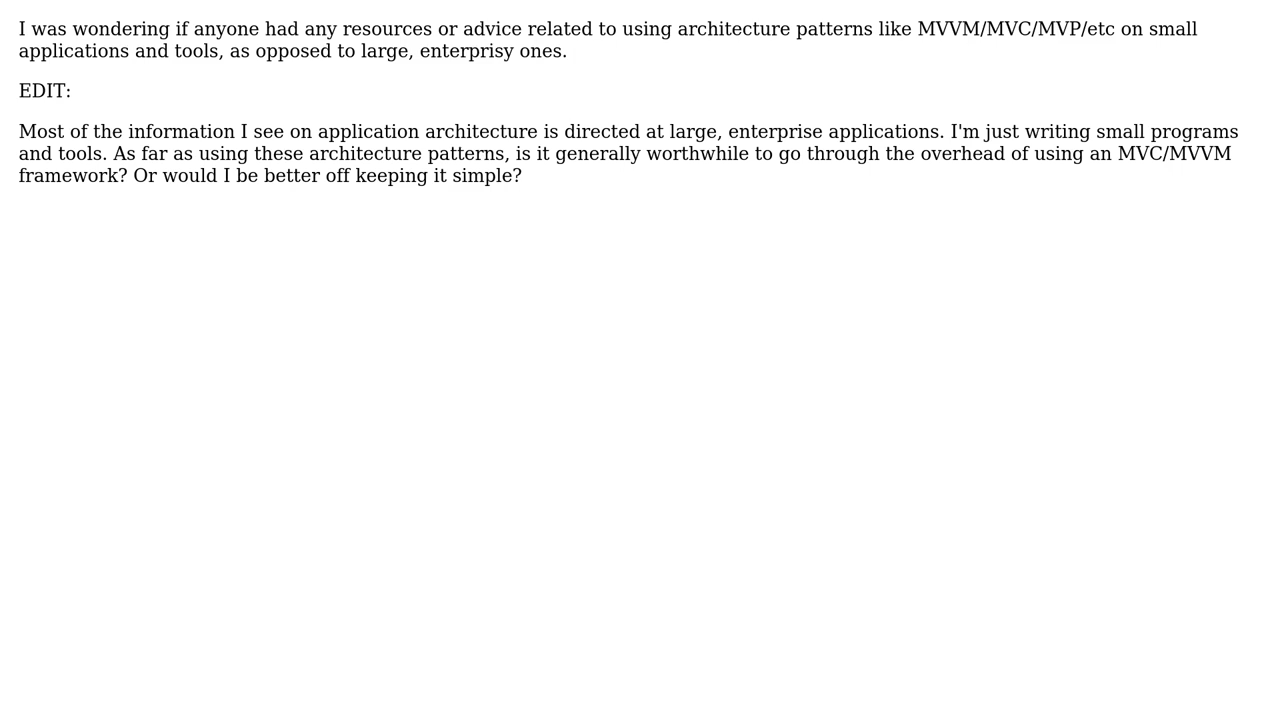 I was wondering if anyone had any resources or advice related to using architecture patterns like MVVM/MVC/MVP/etc on small
applications and tools, as opposed to large, enterprisy ones.
EDIT:
Most of the information I see on application architecture is directed at large, enterprise applications. I'm just writing small programs
and tools. As far as using these architecture patterns, is it generally worthwhile to go through the overhead of using an MVC/MVVM
framework? Or would I be better off keeping it simple?